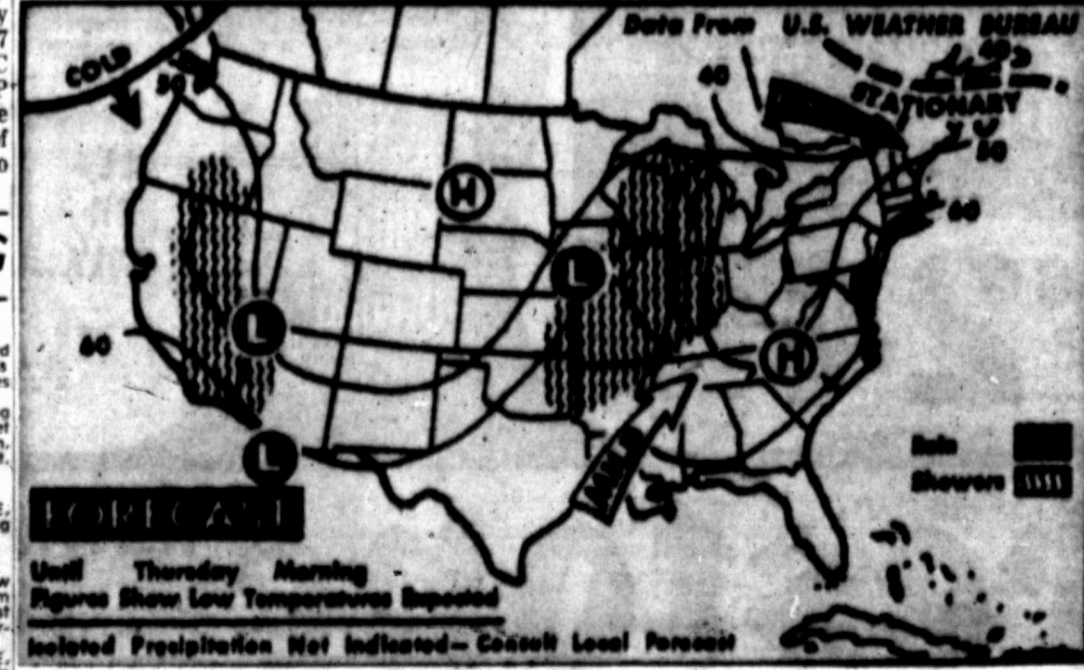 Data From U.S. WEATHER BUREAU
COLD
50
40
40
STATIONARY
50
60
H
L
L
H
60
L
MILD
Rain
Showers
FORECAST
Until Thursday Morning
Figures Show Low Temperatures Expected
Isolated Precipitation Not Indicated— Consult Local Forecast